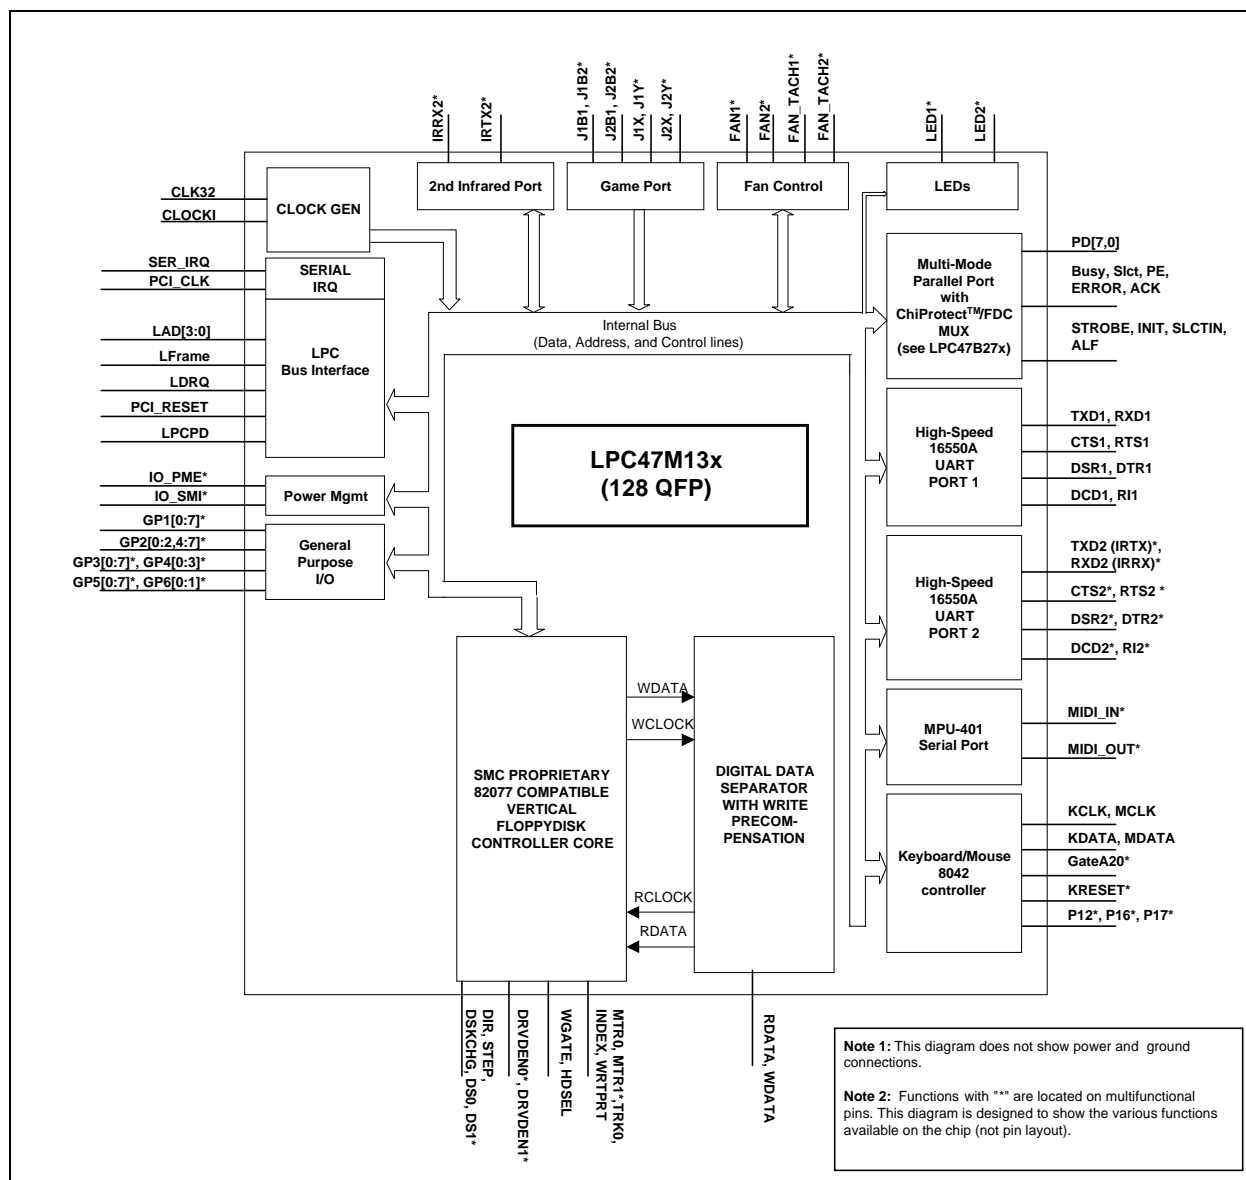 IRRX2*
IRTX2*
J1B1, J1B2*
J2B1, J2B2*
J1X, J1Y*
J2X, J2Y*
FAN1*
FAN2*
FAN_TACH1*
FAN_TACH2*
LED1*
LED2*
CLK32
CLOCKI
CLOCK GEN
2nd Infrared Port
Game Port
Fan Control
LEDs
SER_IRQ
PCI_CLK
SERIAL
IRQ
LAD[3:0]
LFrame
LDRQ
PCI_RESET
LPCPD
LPC
Bus Interface
Internal Bus
(Data, Address, and Control lines)
Multi-Mode
Parallel Port
with
ChiProtect™/FDC
MUX
(see LPC47B27x)
PD[7,0]
Busy, Slct, PE,
ERROR, ACK
STROBE, INIT, SLCTIN,
ALF
LPC47M13x
(128 QFP)
High-Speed
16550A
UART
PORT 1
TXD1, RXD1
CTS1, RTS1
DSR1, DTR1
DCD1, RI1
IO_PME*
IO_SMI*
Power Mgmt
GP1[0:7]*
GP2[0:2,4:7]*
GP3[0:7]*, GP4[0:3]*
GP5[0:7]*, GP6[0:1]*
General
Purpose
I/O
High-Speed
16550A
UART
PORT 2
TXD2 (IRTX)*,
RXD2 (IRRX)*
CTS2*, RTS2 *
DSR2*, DTR2*
DCD2*, RI2*
SMC PROPRIETARY
82077 COMPATIBLE
VERTICAL
FLOPPYDISK
CONTROLLER CORE
WDATA
WCLOCK
RCLOCK
RDATA
DIGITAL DATA
SEPARATOR
WITH WRITE
PRECOM-
PENSATION
MPU-401
Serial Port
MIDI_IN*
MIDI_OUT*
Keyboard/Mouse
8042
controller
KCLK, MCLK
KDATA, MDATA
GateA20*
KRESET*
P12*, P16*, P17*
DIR, STEP,
DSKCHG, DS0, DS1*
DRVDEN0*, DRVDEN1*
WGATE, HDSEL
MTR0, MTR1*,TRK0,
INDEX, WRTPRT
RDATA, WDATA
Note 1: This diagram does not show power and ground
connections.
Note 2: Functions with "*" are located on multifunctional
pins. This diagram is designed to show the various functions
available on the chip (not pin layout).